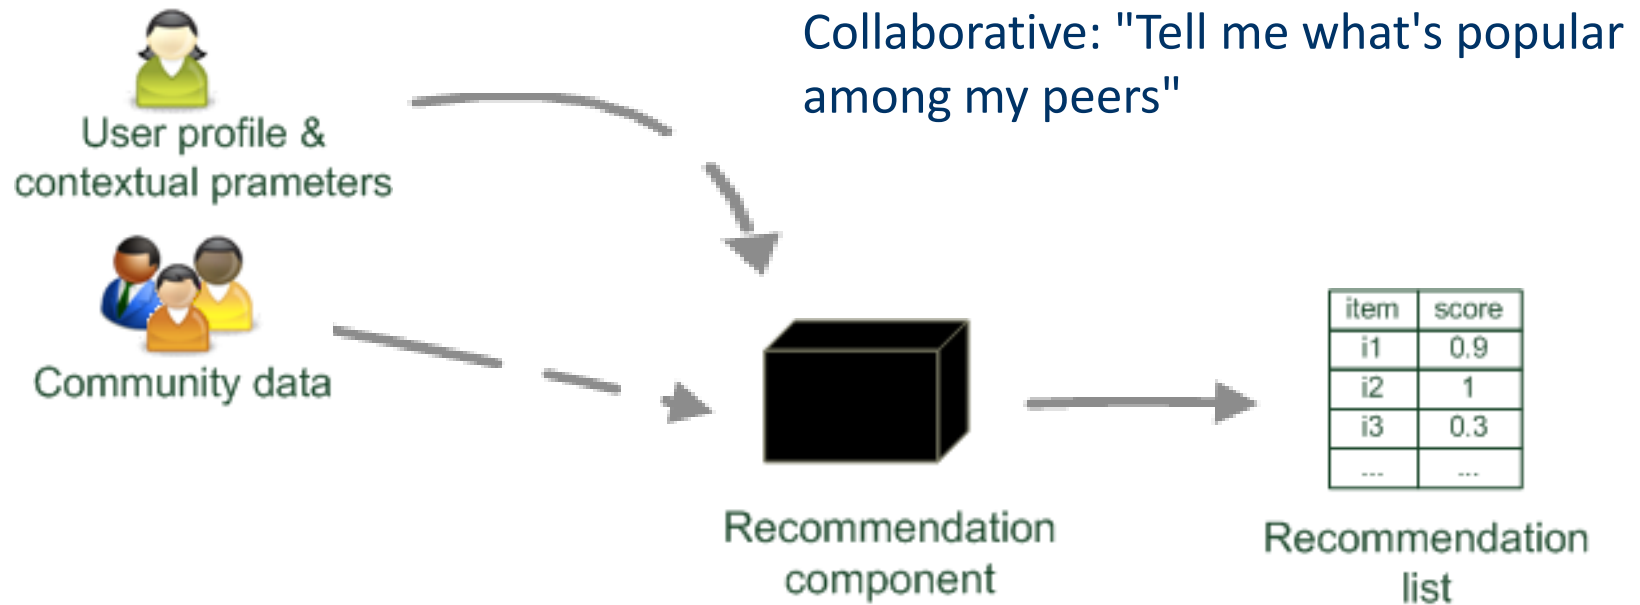 Collaborative: "Tell me what's popular
among my peers"
User profile &
contextual prameters
Community data
Recommendation
component
item score
i1 0.9
i2 1
i3 0.3
... ...
Recommendation
list